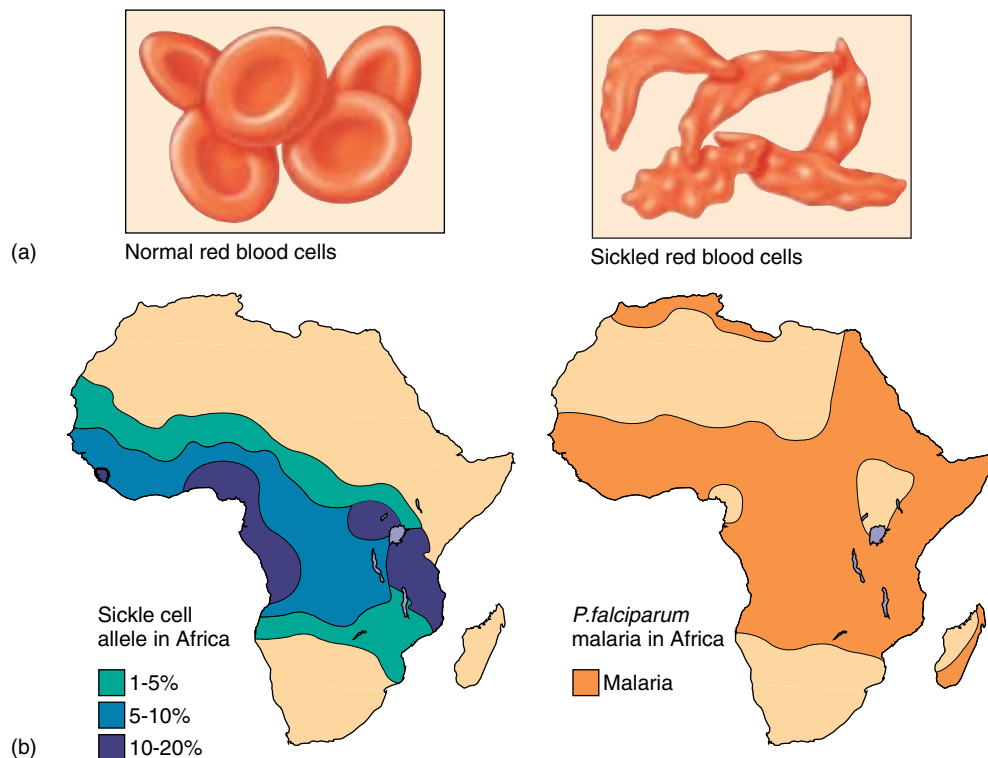 (a)
Normal red blood cells
Sickled red blood cells
Sickle cell
allele in Africa
1-5%
5-10%
10-20%
P.falciparum
malaria in Africa
Malaria
(b)